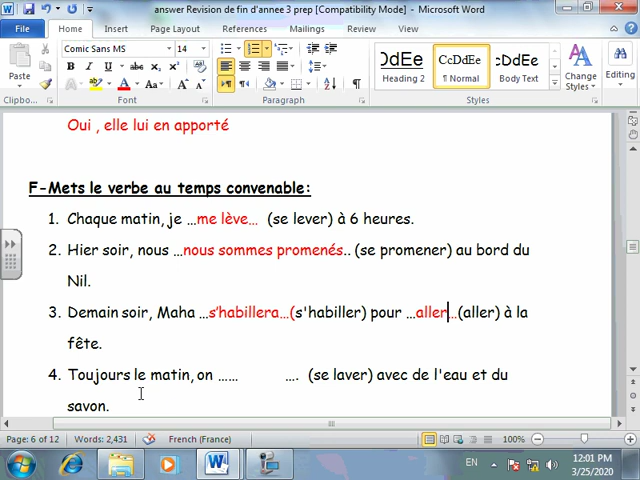 answer Revision de fin d'annee 3 prep [Compatibility Mode] - Microsoft Word
File Home Insert Page Layout References Mailings Review View
Comic Sans MS 14
Paste
Clipbo... Font Paragraph Styles
Heading 2 ¶ Normal Body Text
Change Styles
Editing
Oui , elle lui en apporté
F-Mets le verbe au temps convenable:
1. Chaque matin, je …me lève… (se lever) à 6 heures.
2. Hier soir, nous …nous sommes promenés.. (se promener) au bord du
Nil.
3. Demain soir, Maha …s'habillera…(s'habiller) pour …aller…(aller) à la
fête.
4. Toujours le matin, on …… …. (se laver) avec de l'eau et du
savon.
Page: 6 of 12 Words: 2,431 French (France) 100%
EN 12:01 PM
3/25/2020